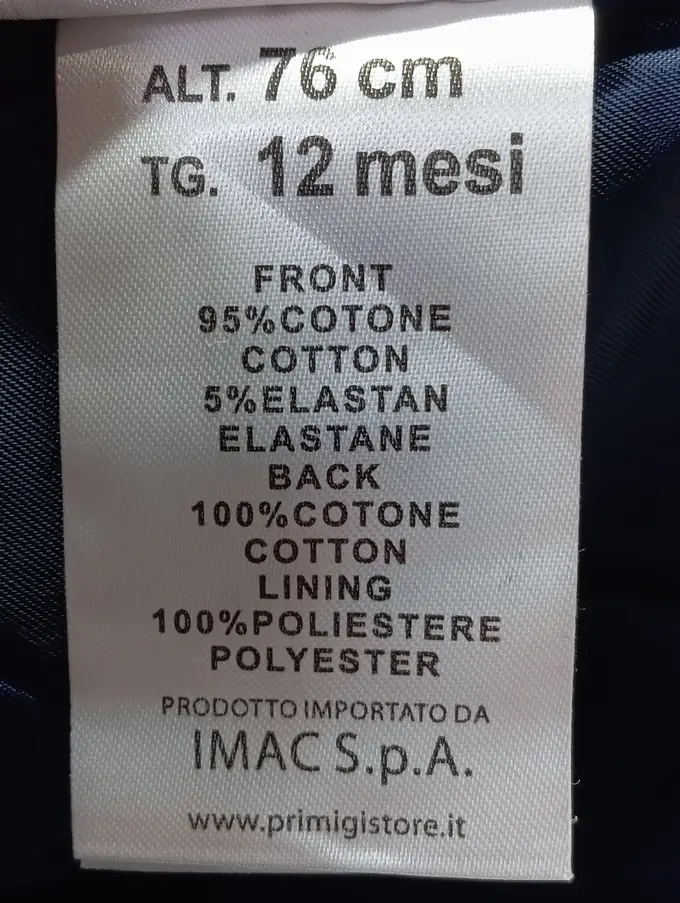 ALT. 76 cm
TG. 12 mesi
FRONT
95%COTONE
COTTON
5%ELASTAN
ELASTANE
BACK
100%COTONE
COTTON
LINING
100%POLIESTERE
POLYESTER
PRODOTTO IMPORTATO DA
IMAC S.p.A.
www.primigistore.it